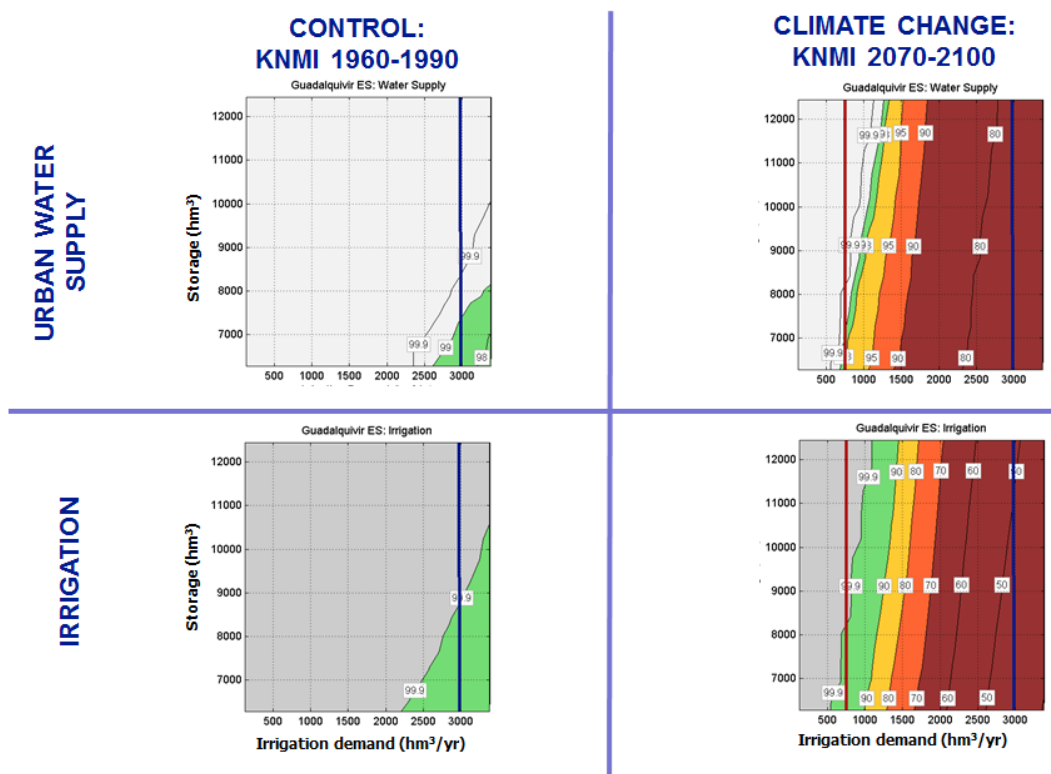 CONTROL:
KNMI 1960-1990
CLIMATE CHANGE:
KNMI 2070-2100
URBAN WATER
SUPPLY
Guadalquivir ES: Water Supply
Storage (hm³)
12000
11000
10000
9000
8000
7000
99.9
99.9
99
98
500 1000 1500 2000 2500 3000
Guadalquivir ES: Water Supply
12000
11000
10000
9000
8000
7000
99.9 95 90 80
99.9 95 90 80
99.9 95 90 80
500 1000 1500 2000 2500 3000
IRRIGATION
Guadalquivir ES: Irrigation
Storage (hm³)
12000
11000
10000
9000
8000
7000
99.9
500 1000 1500 2000 2500 3000
Irrigation demand (hm³/yr)
Guadalquivir ES: Irrigation
12000
11000
10000
9000
8000
7000
99.9 90 80 70 60 50
99.9 90 80 70 60 50
99.9 90 80 70 60 50
500 1000 1500 2000 2500 3000
Irrigation demand (hm³/yr)